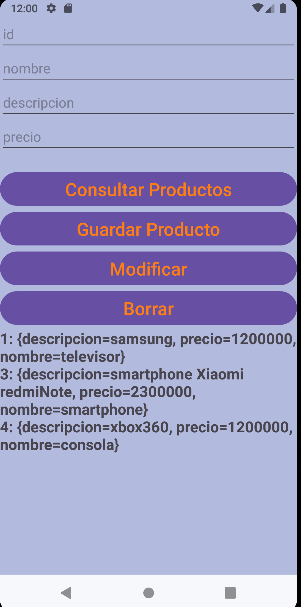 12:00
id
nombre
descripcion
precio
Consultar Productos
Guardar Producto
Modificar
Borrar
1: {descripcion=samsung, precio=1200000,
nombre=televisor}
3: {descripcion=smartphone Xiaomi
redmiNote, precio=2300000,
nombre=smartphone}
4: {descripcion=xbox360, precio=1200000,
nombre=consola}